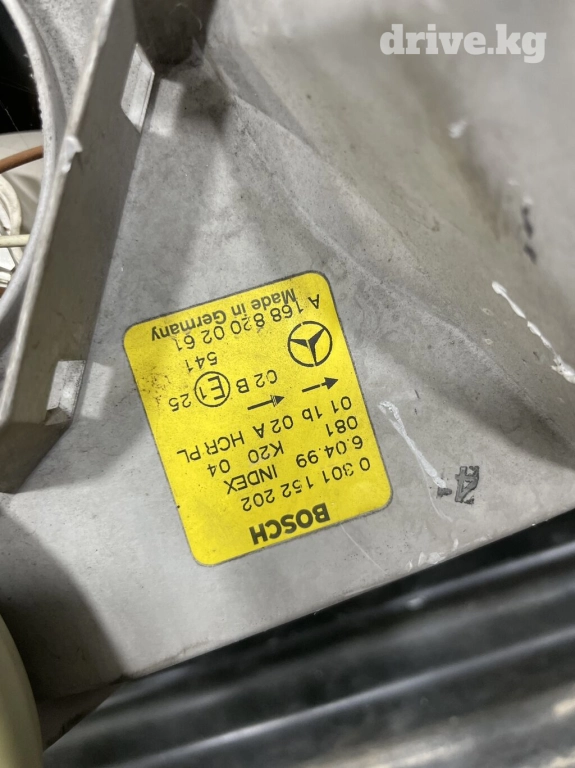 drive.kg
BOSCH
0 301 152 202
6.04.99 INDEX
081 K20 04
01 1b 02A HCR PL
02 B E1 25
541
A 168 820 02 61
Made in Germany
A